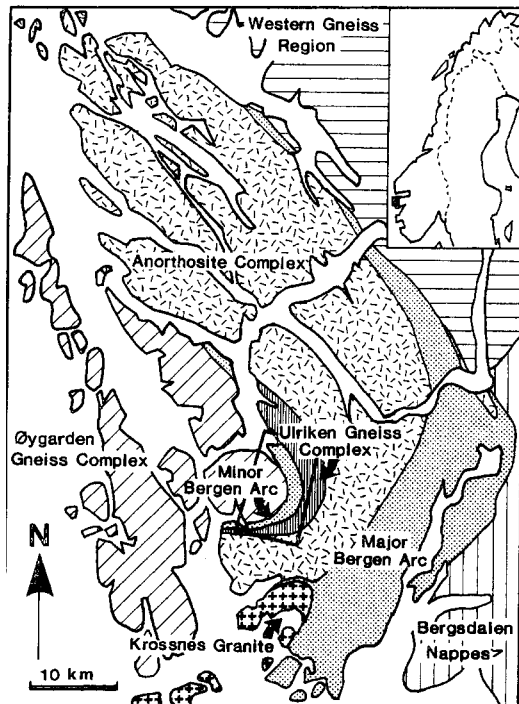 Western Gneiss
Region
Anorthosite Complex
Øygarden
Gneiss Complex
Ulriken Gneiss
Complex
Minor
Bergen Arc
Major
Bergen Arc
N
Krossnes
Granite
Bergsdalen
Nappes
10 km